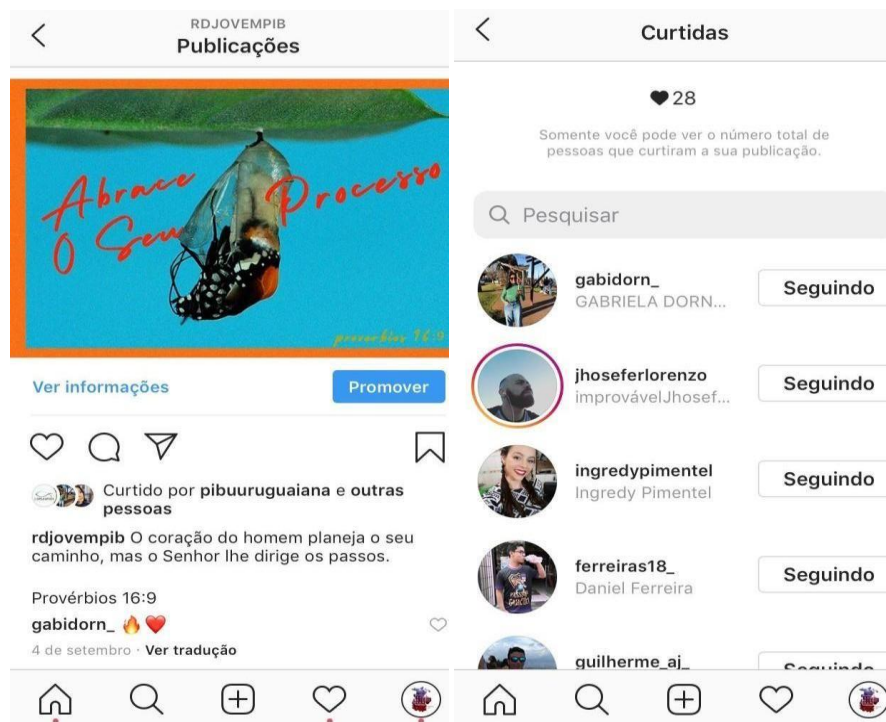 RDJOVEMPIB
Publicações
Abrace
O Seu Processo
provérbios 16:9
Ver informações
Promover
Curtido por pibuuruguaiana e outras
pessoas
rdjovempib O coração do homem planeja o seu
caminho, mas o Senhor lhe dirige os passos.
Provérbios 16:9
gabidorn_ 🔥❤️
4 de setembro · Ver tradução
Curtidas
28
Somente você pode ver o número total de
pessoas que curtiram a sua publicação.
Pesquisar
gabidorn_
GABRIELA DORN...
Seguindo
jhoseferlorenzo
improvávelJhosef...
Seguindo
ingredypimentel
Ingredy Pimentel
Seguindo
ferreiras18_
Daniel Ferreira
Seguindo
guilherme_aj_
Seguindo